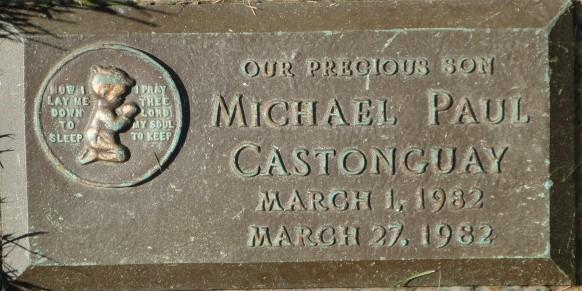 NOW I
LAY ME
DOWN
TO
SLEEP
I PRAY
THEE
LORD!
MY SOUL
TO KEEP
OUR PRECIOUS SON
MICHAEL PAUL
CASTONGUAY
MARCH 1, 1982
MARCH 27, 1982